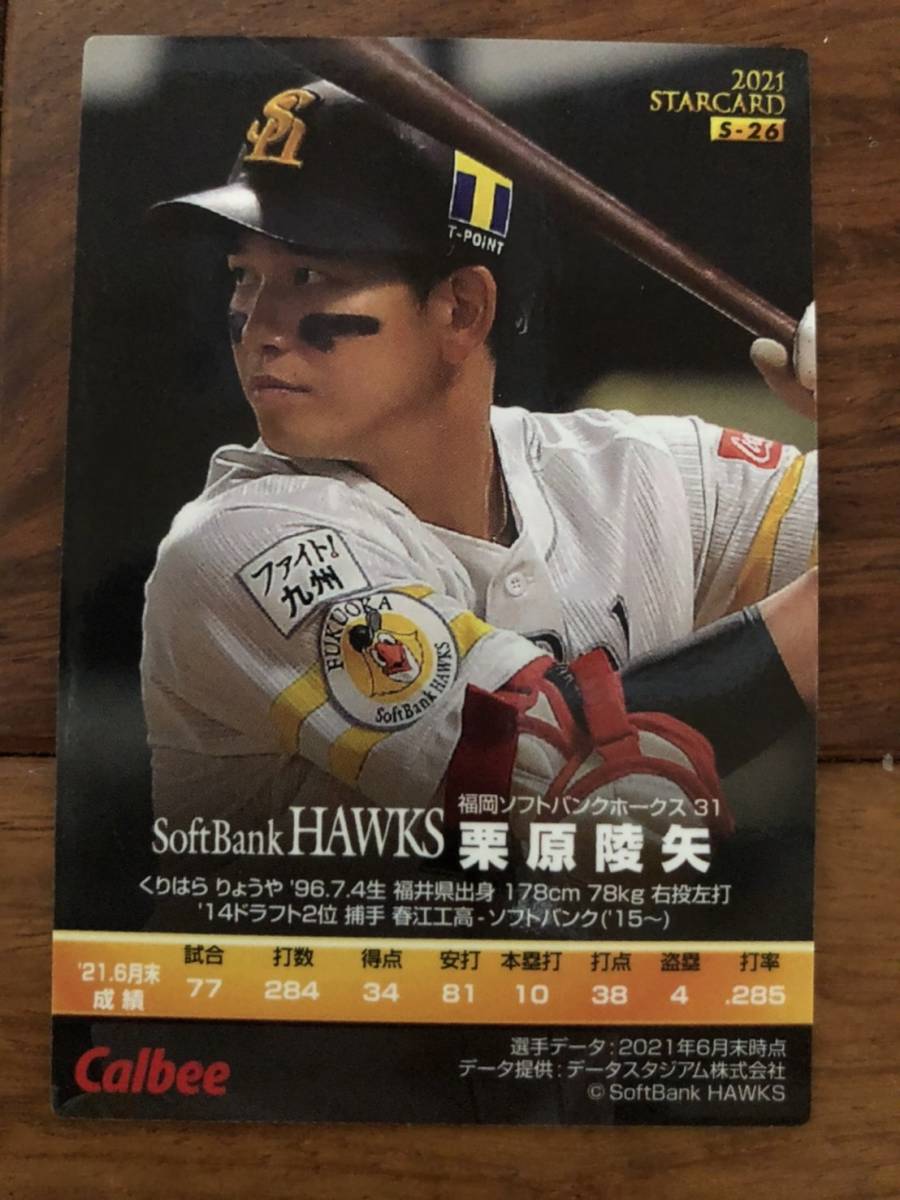 2021
STARCARD
S-26
SH
T
T-POINT
ファイト!
九州
FUKUOKA
SoftBank HAWKS
福岡ソフトバンクホークス 31
SoftBank HAWKS
栗原陵矢
くりはら りょうや '96.7.4生 福井県出身 178cm 78kg 右投左打
'14ドラフト2位 捕手 春江工高-ソフトバンク('15〜)
試合 打数 得点 安打 本塁打 打点 盗塁 打率
'21.6月末
成績 77 284 34 81 10 38 4 .285
Calbee
選手データ:2021年6月末時点
データ提供:データスタジアム株式会社
© SoftBank HAWKS